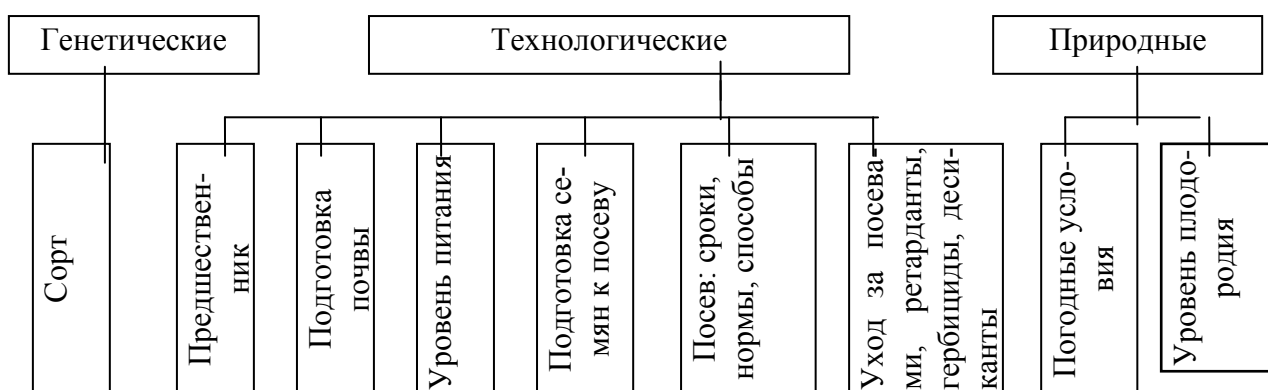 Генетические
Технологические
Природные
Сорт
Предшествен-
ник
Подготовка
почвы
Уровень питания
Подготовка се-
мян к посеву
Посев: сроки,
нормы, способы
Уход за посева-
ми, ретарданты,
гербициды, деси-
канты
Погодные усло-
вия
Уровень плодо-
родия